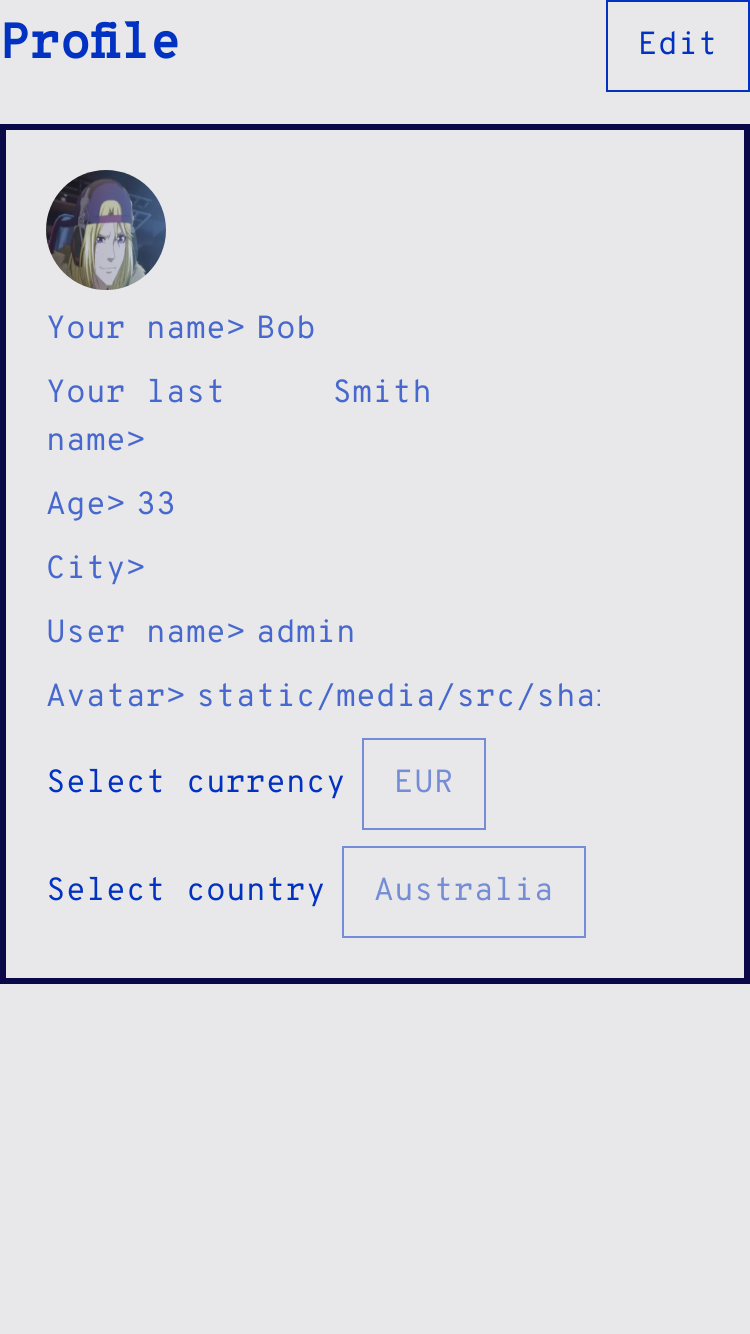 Profile
Edit
Your name> Bob
Your last Smith
name>
Age> 33
City>
User name> admin
Avatar> static/media/src/sha
Select currency EUR
Select country Australia